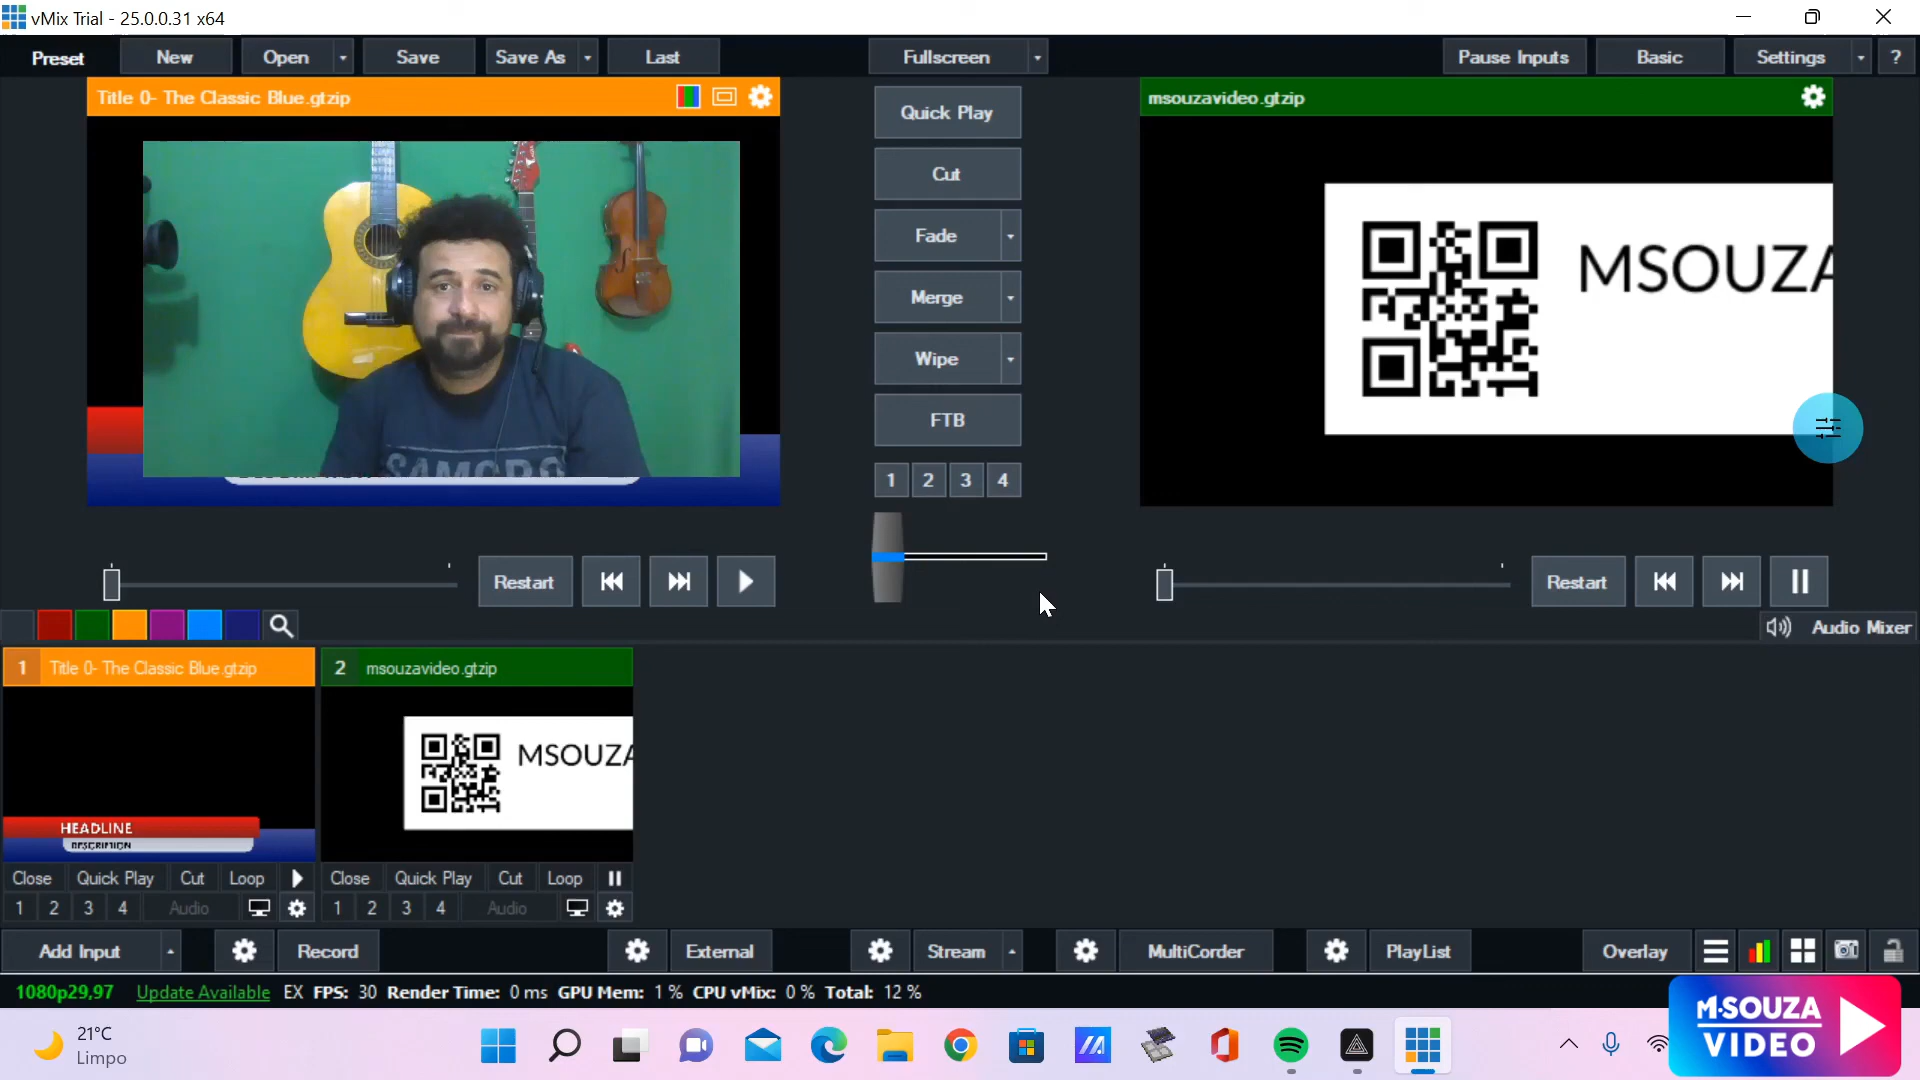 vMix Trial - 25.0.0.31 x64
Preset New Open Save Save As Last Fullscreen Pause Inputs Basic Settings ?
Title 0- The Classic Blue.gtzip
msouzavideo.gtzip
Quick Play
Cut
Fade
Merge
Wipe
FTB
1 2 3 4
MSOUZA
Restart
Restart
Audio Mixer
1 Title 0- The Classic Blue.gtzip
2 msouzavideo.gtzip
MSOUZA
HEADLINE
DESCRIPTION
Close Quick Play Cut Loop
Close Quick Play Cut Loop
1 2 3 4 Audio
1 2 3 4 Audio
Add Input Record External Stream MultiCorder PlayList Overlay
1080p29,97 Update Available EX FPS: 30 Render Time: 0 ms GPU Mem: 1 % CPU vMix: 0 % Total: 12 %
21°C
Limpo
M·SOUZA
VIDEO